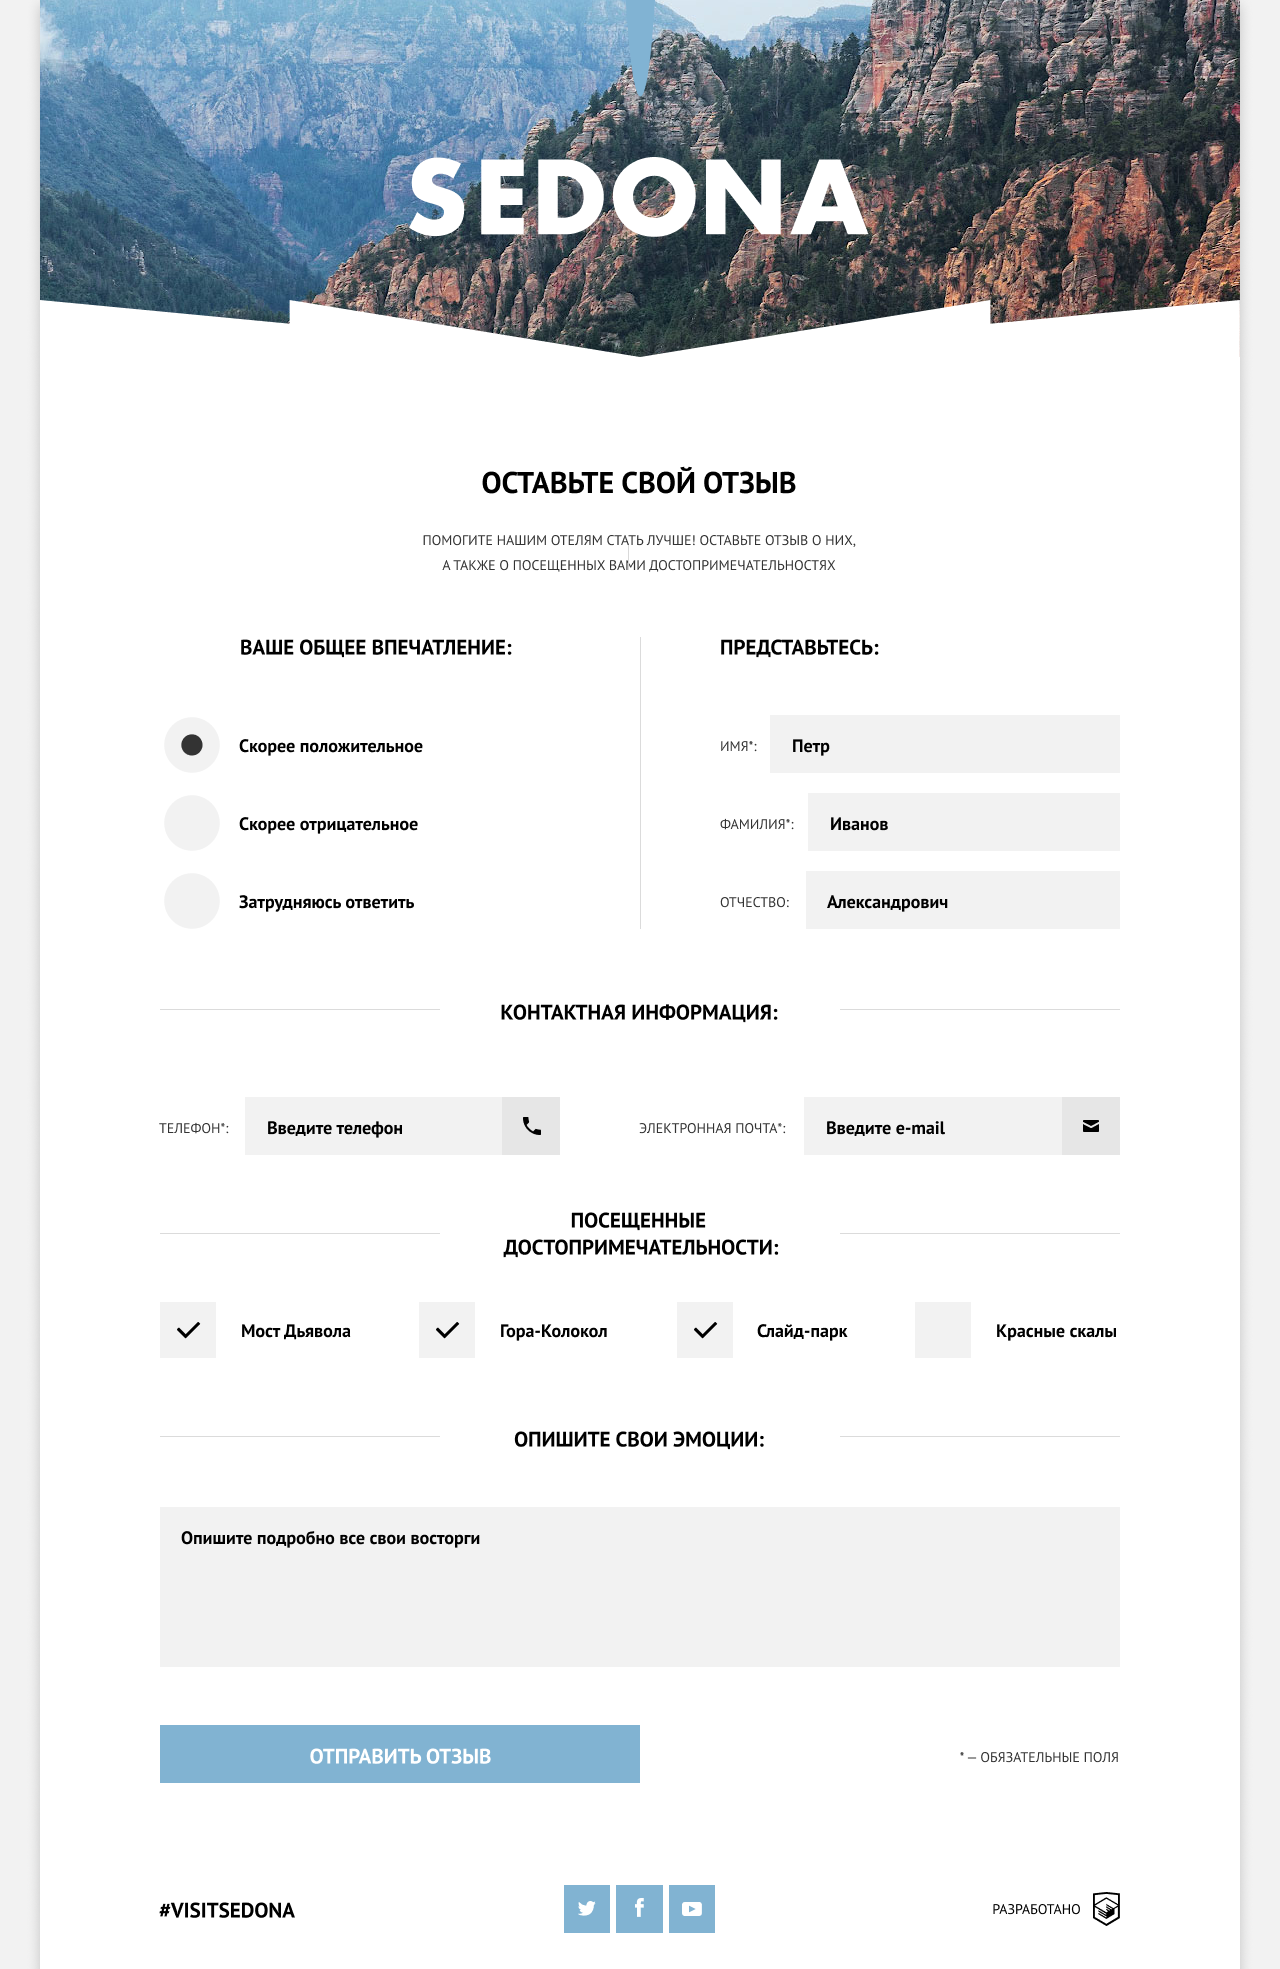 SEDONA
ОСТАВЬТЕ СВОЙ ОТЗЫВ
ПОМОГИТЕ НАШИМ ОТЕЛЯМ СТАТЬ ЛУЧШЕ! ОСТАВЬТЕ ОТЗЫВ О НИХ,
А ТАКЖЕ О ПОСЕЩЕННЫХ ВАМИ ДОСТОПРИМЕЧАТЕЛЬНОСТЯХ
ВАШЕ ОБЩЕЕ ВПЕЧАТЛЕНИЕ:
Скорее положительное
Скорее отрицательное
Затрудняюсь ответить
ПРЕДСТАВЬТЕСЬ:
ИМЯ*: Петр
ФАМИЛИЯ*: Иванов
ОТЧЕСТВО: Александрович
КОНТАКТНАЯ ИНФОРМАЦИЯ:
ТЕЛЕФОН*: Введите телефон
ЭЛЕКТРОННАЯ ПОЧТА*: Введите e-mail
ПОСЕЩЕННЫЕ
ДОСТОПРИМЕЧАТЕЛЬНОСТИ:
Мост Дьявола
Гора-Колокол
Слайд-парк
Красные скалы
ОПИШИТЕ СВОИ ЭМОЦИИ:
Опишите подробно все свои восторги
ОТПРАВИТЬ ОТЗЫВ
* — ОБЯЗАТЕЛЬНЫЕ ПОЛЯ
#VISITSEDONA
РАЗРАБОТАНО